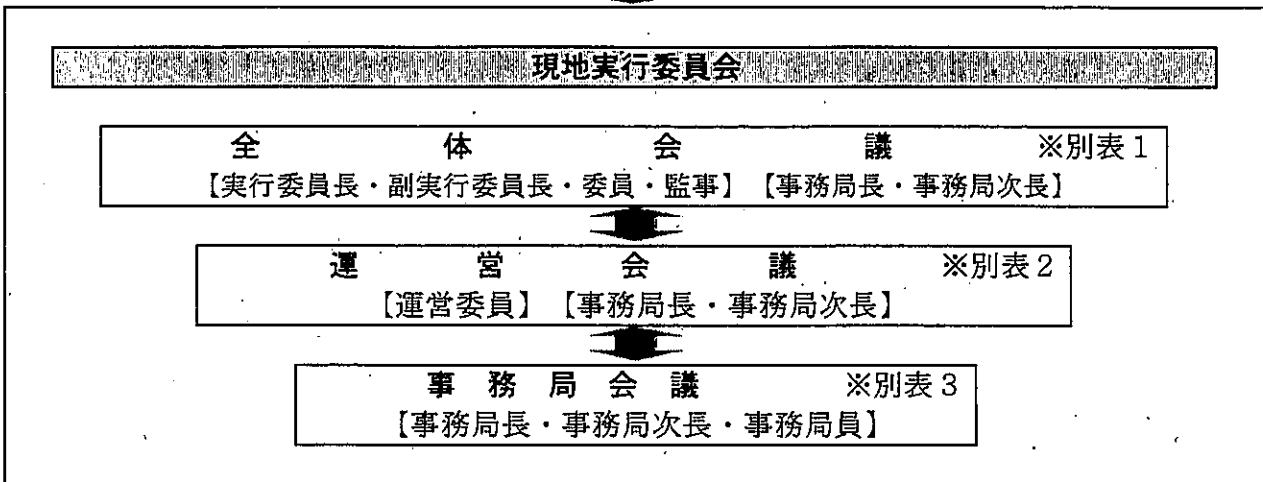 現地実行委員会
全体会議 ※別表1
【実行委員長・副実行委員長・委員・監事】【事務局長・事務局次長】
運営会議 ※別表2
【運営委員】【事務局長・事務局次長】
事務局会議 ※別表3
【事務局長・事務局次長・事務局員】